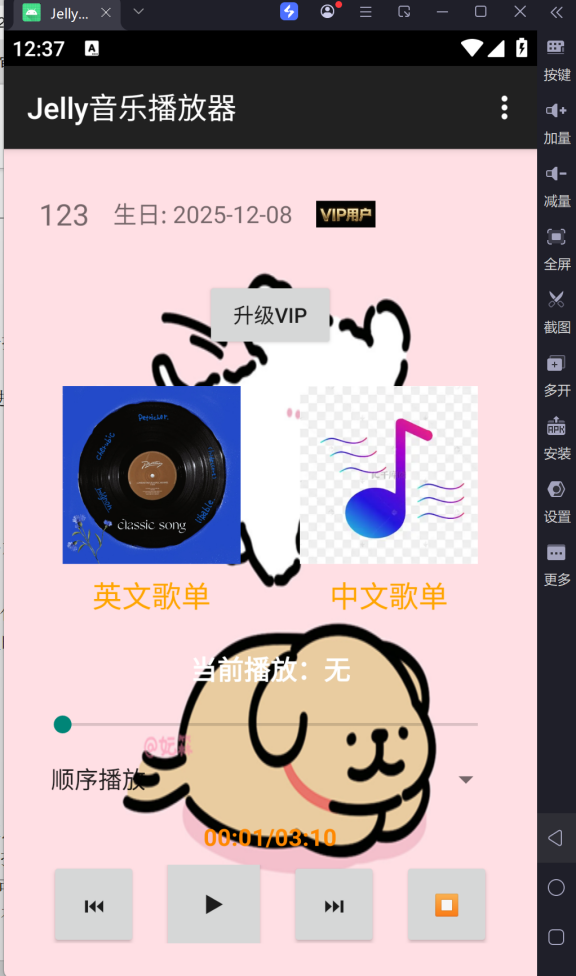 Jelly...
12:37
A
Jelly音乐播放器
按键
加量
减量
全屏
截图
多开
APK
安装
设置
更多
123 生日: 2025-12-08 VIP用户
升级VIP
classic song
英文歌单 中文歌单
当前播放：无
顺序播放
00:01/03:10